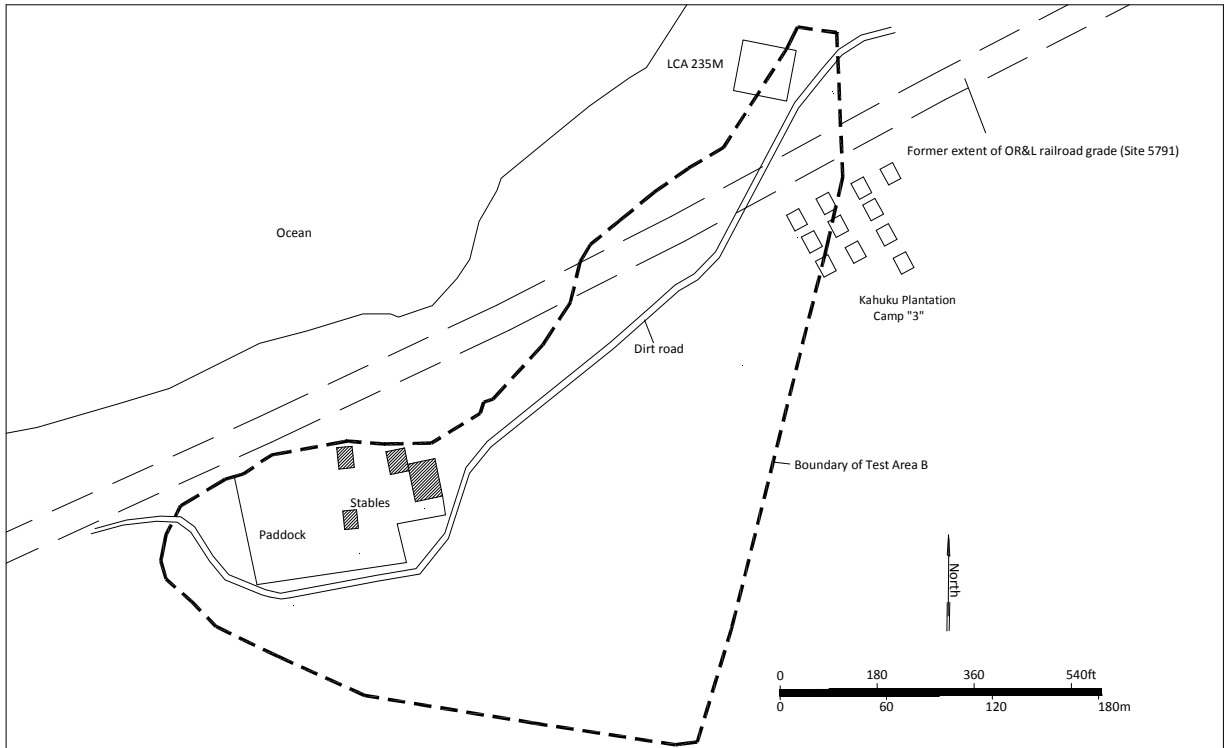 LCA 235M
Former extent of OR&L railroad grade (Site 5791)
Ocean
Kahuku Plantation
Camp "3"
Dirt road
Boundary of Test Area B
Stables
Paddock
North
0 180 360 540ft
0 60 120 180m